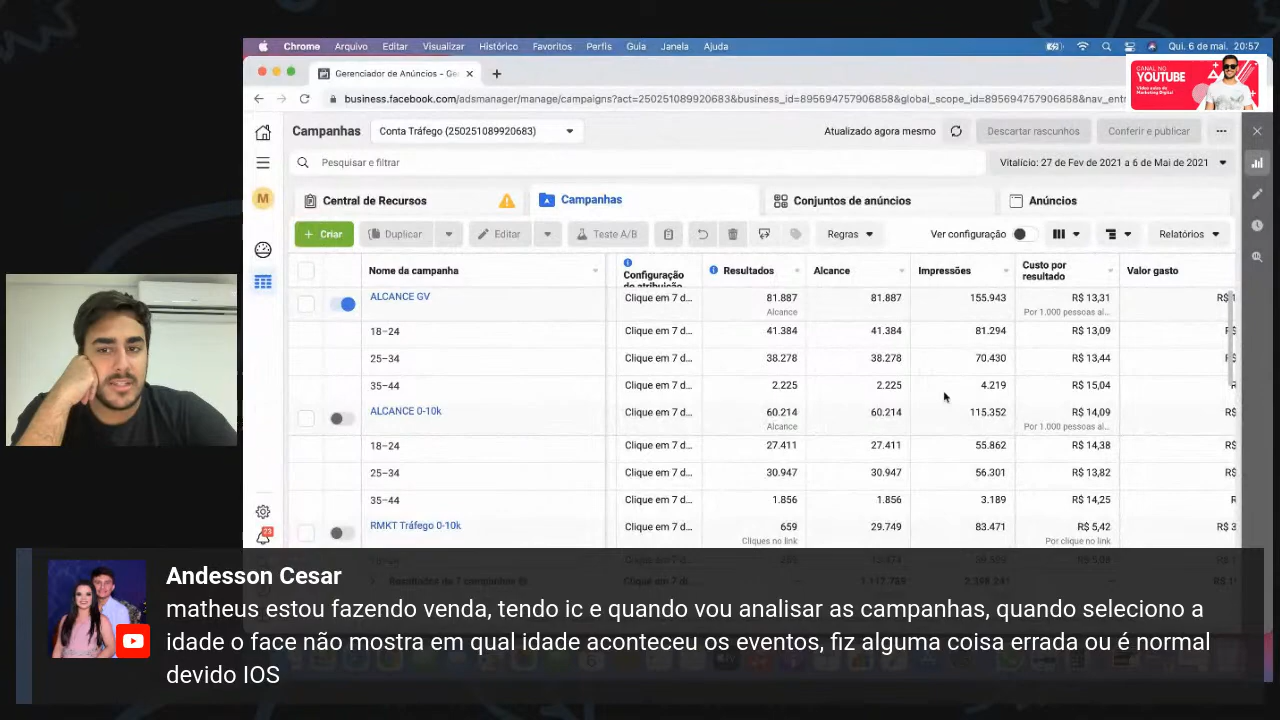 Chrome Arquivo Editar Visualizar Histórico Favoritos Perfis Guia Janela Ajuda Qui. 6 de mai. 20:57
Gerenciador de Anúncios - Ge
CANAL NO
YOUTUBE
business.facebook.com/adsmanager/manage/campaigns?act=250251089920683&business_id=895694757906858&global_scope_id=895694757906858&nav_entr
Campanhas Conta Tráfego (250251089920683) Atualizado agora mesmo Descartar rascunhos Conferir e publicar
Pesquisar e filtrar Vitalício: 27 de Fev de 2021 a 6 de Mai de 2021
M Central de Recursos Campanhas Conjuntos de anúncios Anúncios
+ Criar Duplicar Editar Teste A/B Regras Ver configuração Relatórios
Nome da campanha Configuração Resultados Alcance Impressões Custo por resultado Valor gasto
ALCANCE GV Clique em 7 d... 81.887 81.887 155.943 R$ 13,31
Alcance Por 1.000 pessoas al...
18–24 Clique em 7 d... 41.384 41.384 81.294 R$ 13,09
25–34 Clique em 7 d... 38.278 38.278 70.430 R$ 13,44
35–44 Clique em 7 d... 2.225 2.225 4.219 R$ 15,04
ALCANCE 0-10k Clique em 7 d... 60.214 60.214 115.352 R$ 14,09
Alcance Por 1.000 pessoas al...
18–24 Clique em 7 d... 27.411 27.411 55.862 R$ 14,38
25–34 Clique em 7 d... 30.947 30.947 56.301 R$ 13,82
35–44 Clique em 7 d... 1.856 1.856 3.189 R$ 14,25
RMKT Tráfego 0-10k Clique em 7 d... 659 29.749 83.471 R$ 5,42
Cliques no link Por clique no link
23
Andesson Cesar
matheus estou fazendo venda, tendo ic e quando vou analisar as campanhas, quando seleciono a
idade o face não mostra em qual idade aconteceu os eventos, fiz alguma coisa errada ou é normal
devido IOS